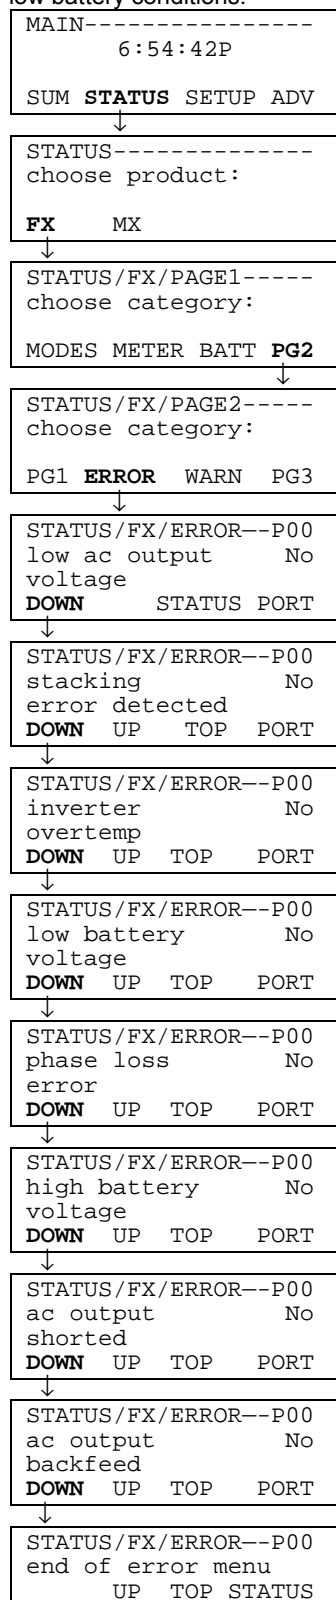 low battery conditions.
MAIN----------------
6:54:42P
SUM STATUS SETUP ADV
↓
STATUS--------------
choose product:
FX MX
↓
STATUS/FX/PAGE1-----
choose category:
MODES METER BATT PG2
↓
STATUS/FX/PAGE2-----
choose category:
PG1 ERROR WARN PG3
↓
STATUS/FX/ERROR—-P00
low ac output No
voltage
DOWN STATUS PORT
↓
STATUS/FX/ERROR—-P00
stacking No
error detected
DOWN UP TOP PORT
↓
STATUS/FX/ERROR—-P00
inverter No
overtemp
DOWN UP TOP PORT
↓
STATUS/FX/ERROR—-P00
low battery No
voltage
DOWN UP TOP PORT
↓
STATUS/FX/ERROR—-P00
phase loss No
error
DOWN UP TOP PORT
↓
STATUS/FX/ERROR—-P00
high battery No
voltage
DOWN UP TOP PORT
↓
STATUS/FX/ERROR—-P00
ac output No
shorted
DOWN UP TOP PORT
↓
STATUS/FX/ERROR—-P00
ac output No
backfeed
DOWN UP TOP PORT
↓
STATUS/FX/ERROR—-P00
end of error menu
UP TOP STATUS